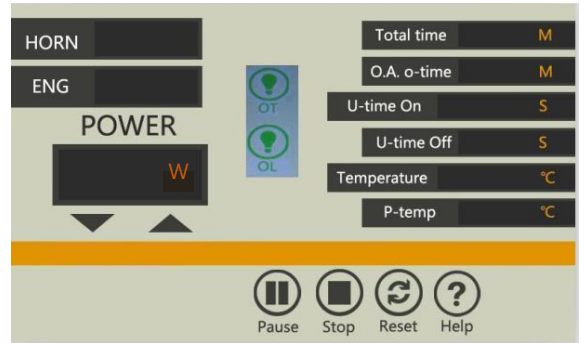 HORN
ENG
POWER
W
OT
OL
Total time M
O.A. o-time M
U-time On S
U-time Off S
Temperature ℃
P-temp ℃
Pause Stop Reset Help